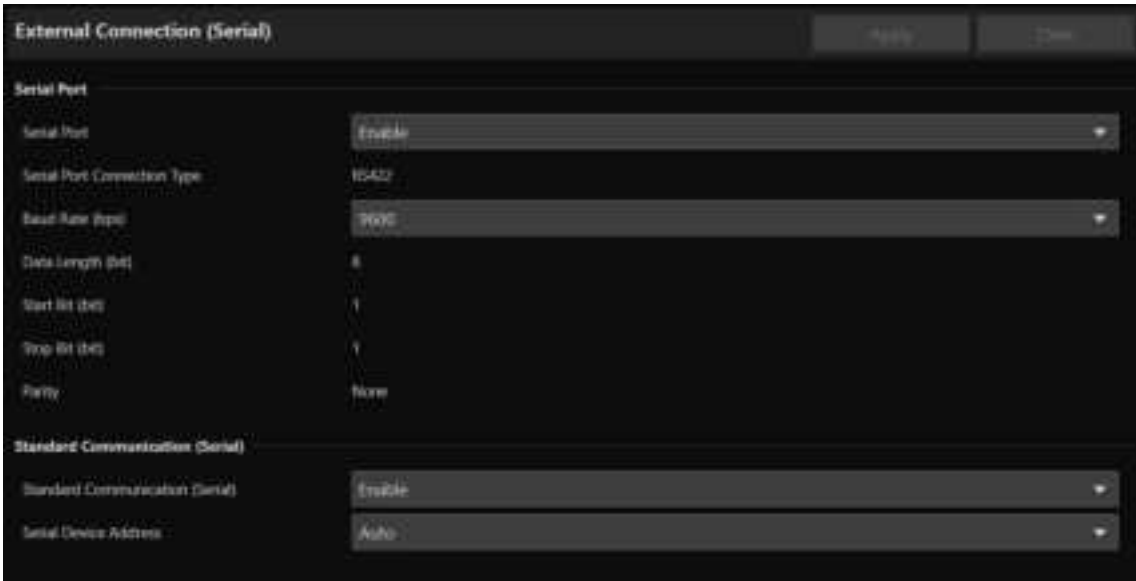 External Connection (Serial)
Apply Clear
Serial Port
Serial Port Enable
Serial Port Connection Type RS422
Baud Rate (bps) 9600
Data Length (bit) 8
Start Bit (bit) 1
Stop Bit (bit) 1
Parity None
Standard Communication (Serial)
Standard Communication (Serial) Enable
Serial Device Address Auto